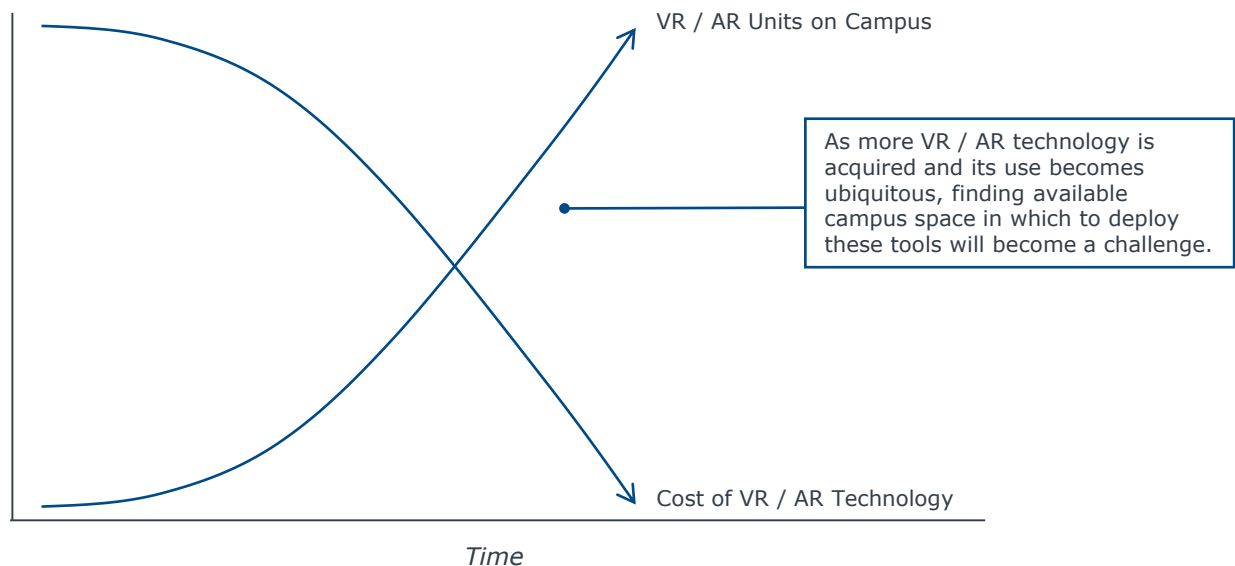 VR / AR Units on Campus
As more VR / AR technology is
acquired and its use becomes
ubiquitous, finding available
campus space in which to deploy
these tools will become a challenge.
Cost of VR / AR Technology
Time